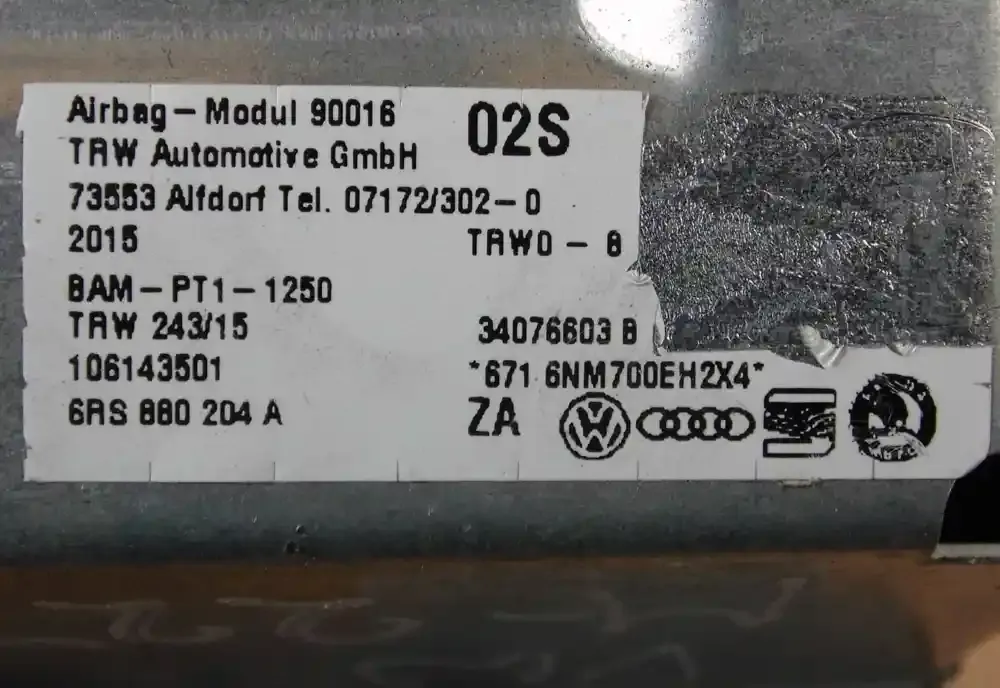 Airbag-Modul 90016 02S
TRW Automotive GmbH
73553 Alfdorf Tel. 07172/302-0
2015 TRW0 - 8
BAM-PT1-1250
TRW 243/15 34076603 B
106143501 *671 6NM700EH2X4*
6RS 880 204 A ZA